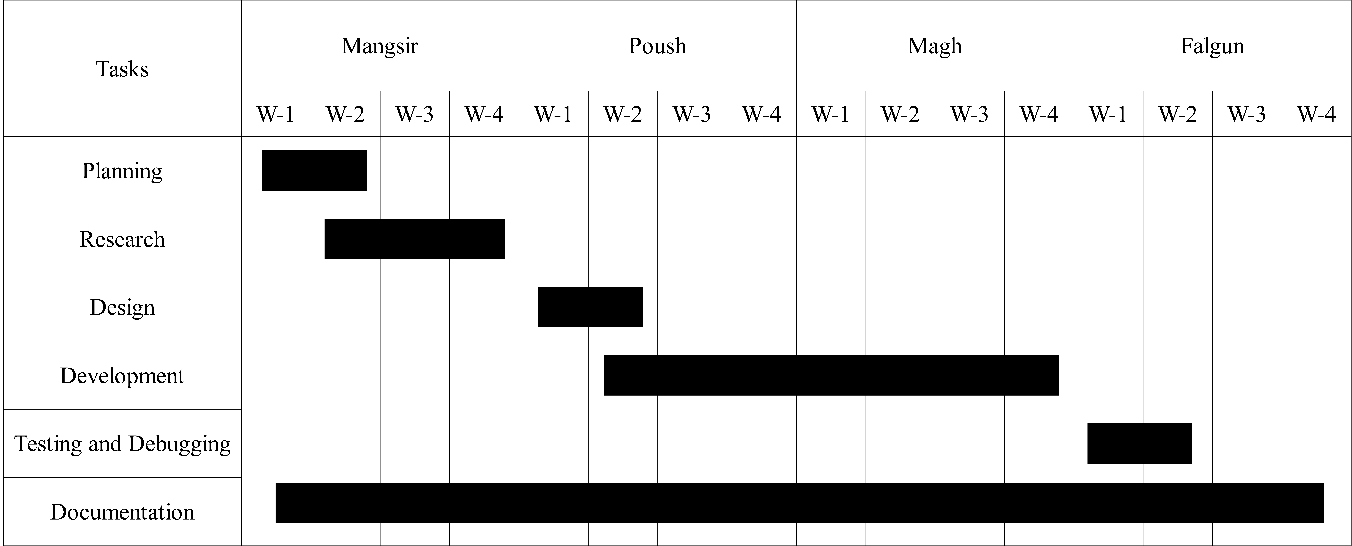 Tasks
Mangsir Poush Magh Falgun
W-1 W-2 W-3 W-4 W-1 W-2 W-3 W-4 W-1 W-2 W-3 W-4 W-1 W-2 W-3 W-4
Planning
Research
Design
Development
Testing and Debugging
Documentation